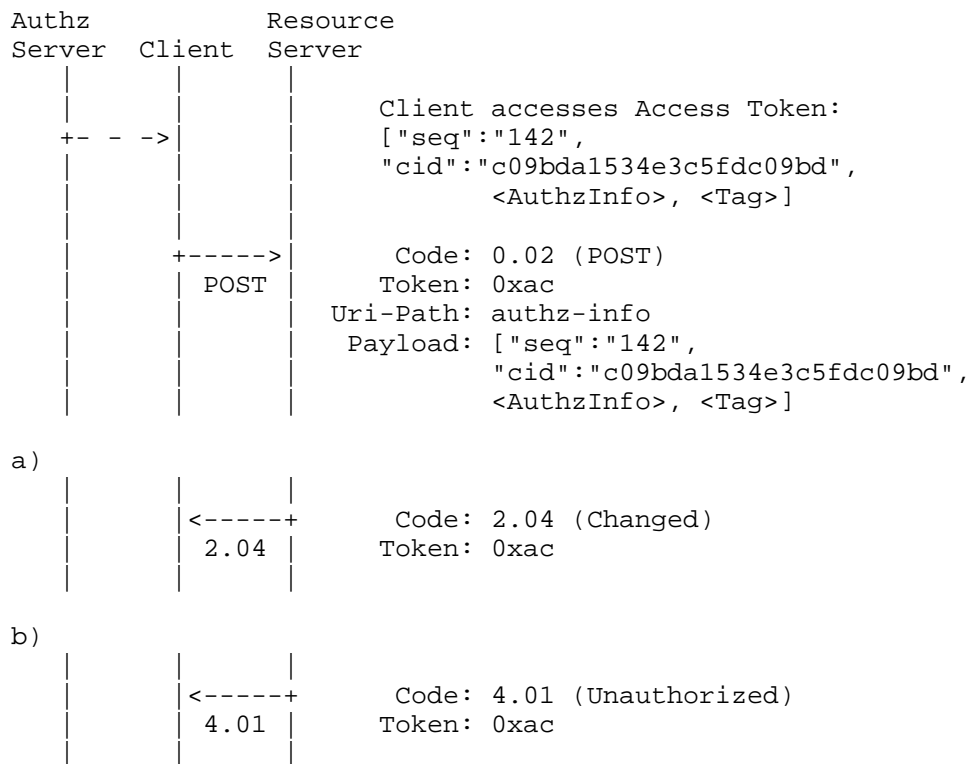 Authz Resource
Server Client Server
Client accesses Access Token:
["seq":"142",
"cid":"c09bda1534e3c5fdc09bd",
<AuthzInfo>, <Tag>]
Code: 0.02 (POST)
POST Token: 0xac
Uri-Path: authz-info
Payload: ["seq":"142",
"cid":"c09bda1534e3c5fdc09bd",
<AuthzInfo>, <Tag>]
a)
Code: 2.04 (Changed)
2.04 Token: 0xac
b)
Code: 4.01 (Unauthorized)
4.01 Token: 0xac